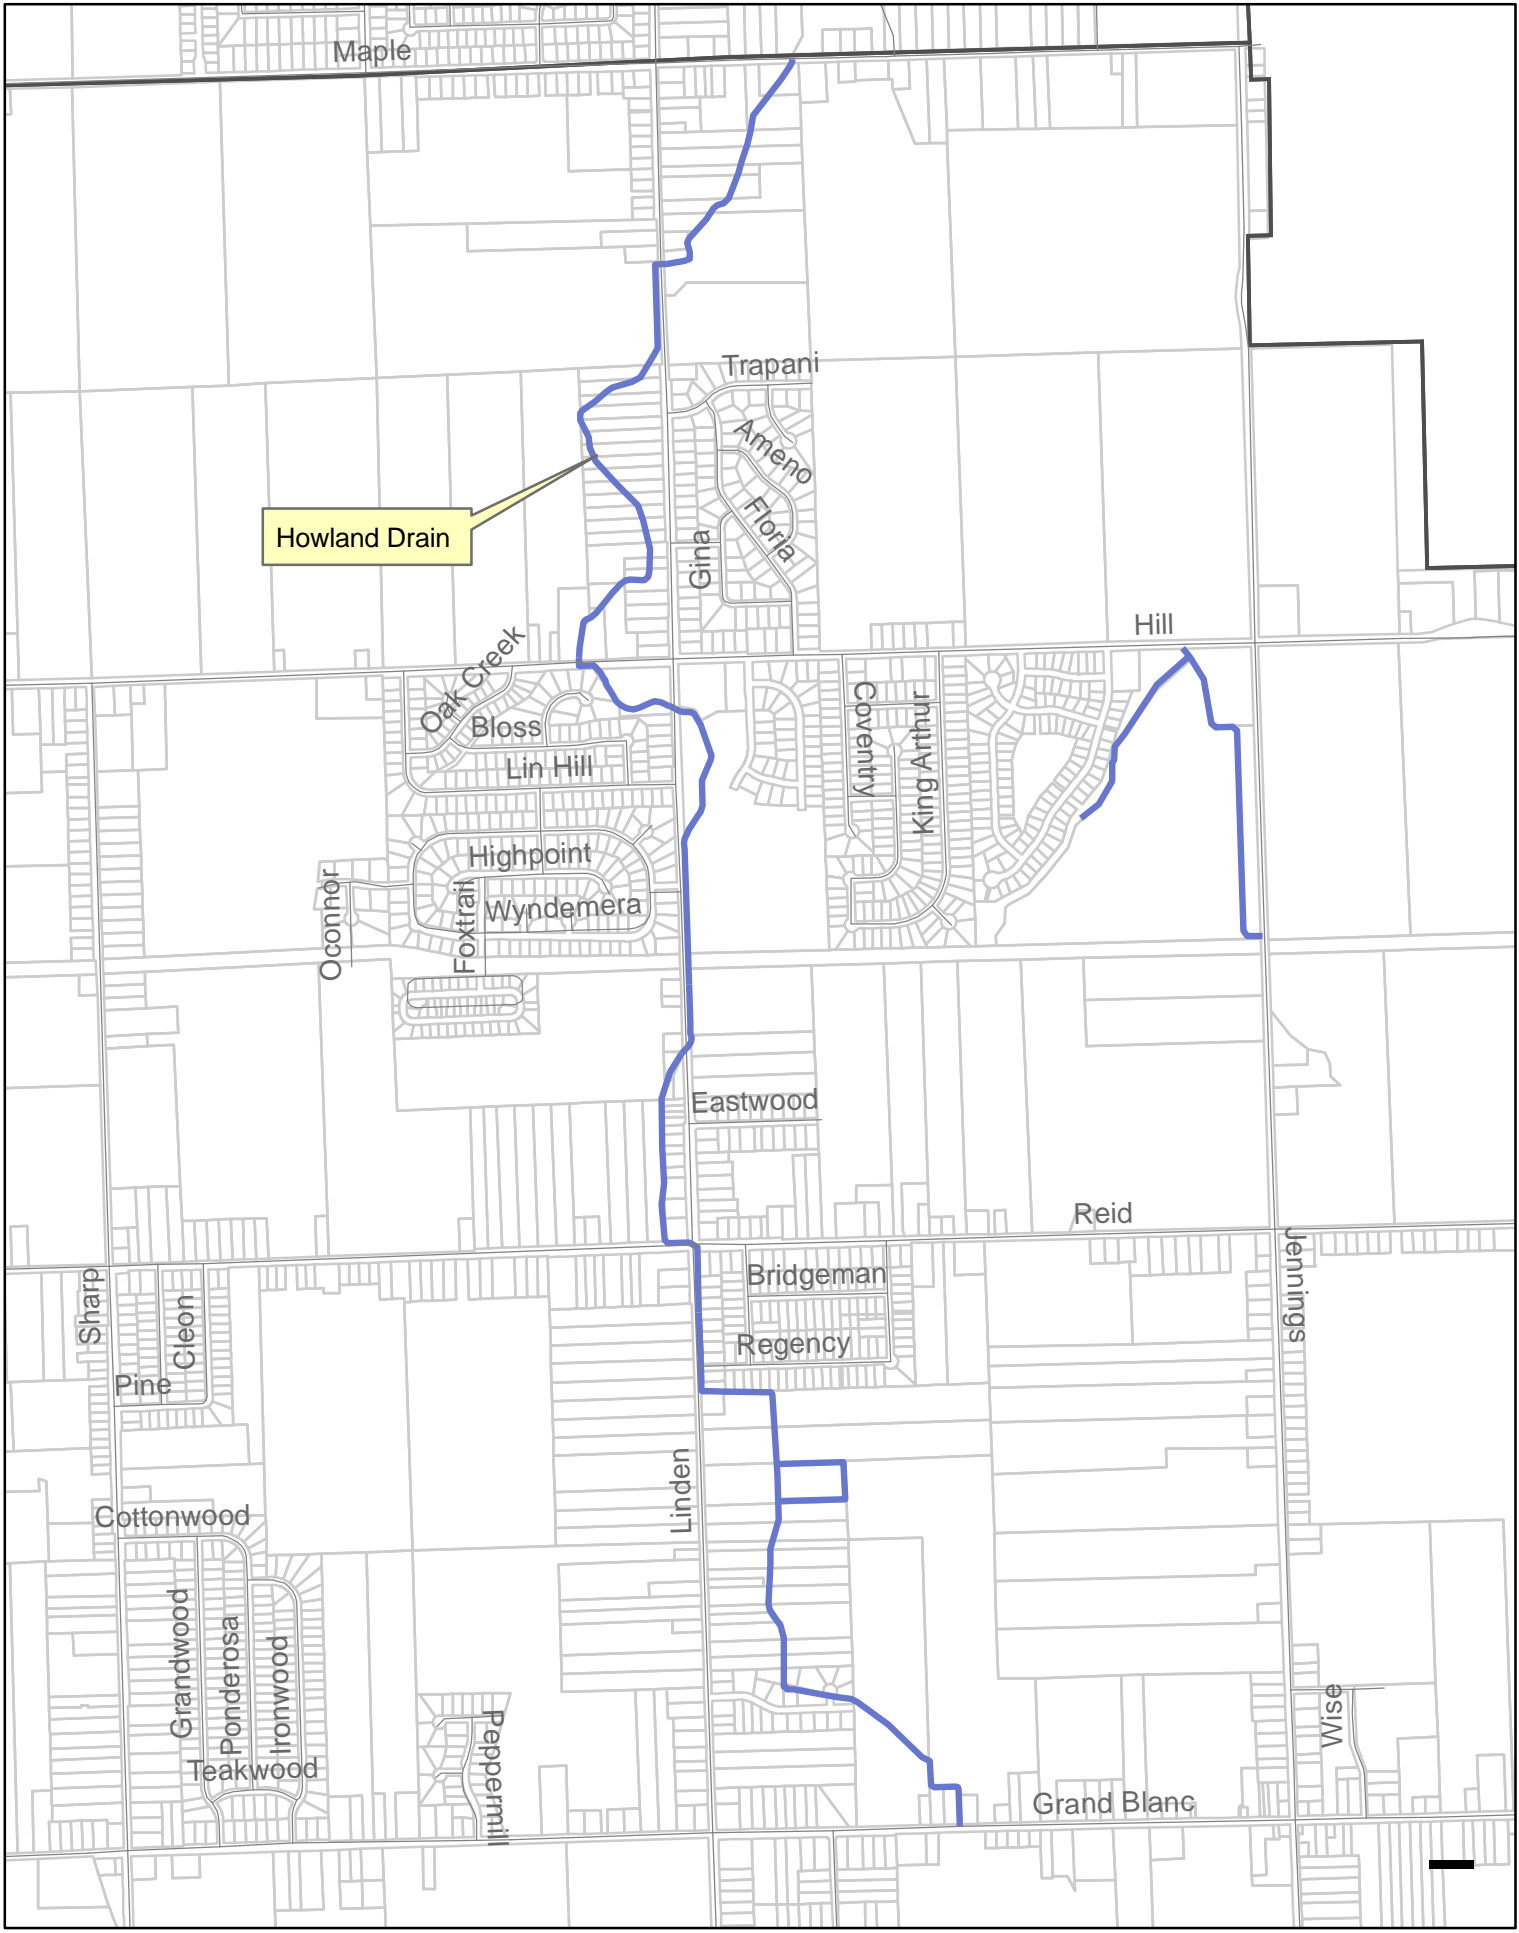 Maple
Trapani
Ameno
Floria
Howland Drain
Gina
Hill
Oak Creek
Bloss
Coventry
King Arthur
Lin Hill
Highpoint
Oconnor
Foxtrail
Wyndemera
Eastwood
Reid
Sharp
Cleon
Bridgeman
Jennings
Regency
Pine
Linden
Cottonwood
Grandwood
Ponderosa
Ironwood
Wise
Peppermill
Teakwood
Grand Blanc